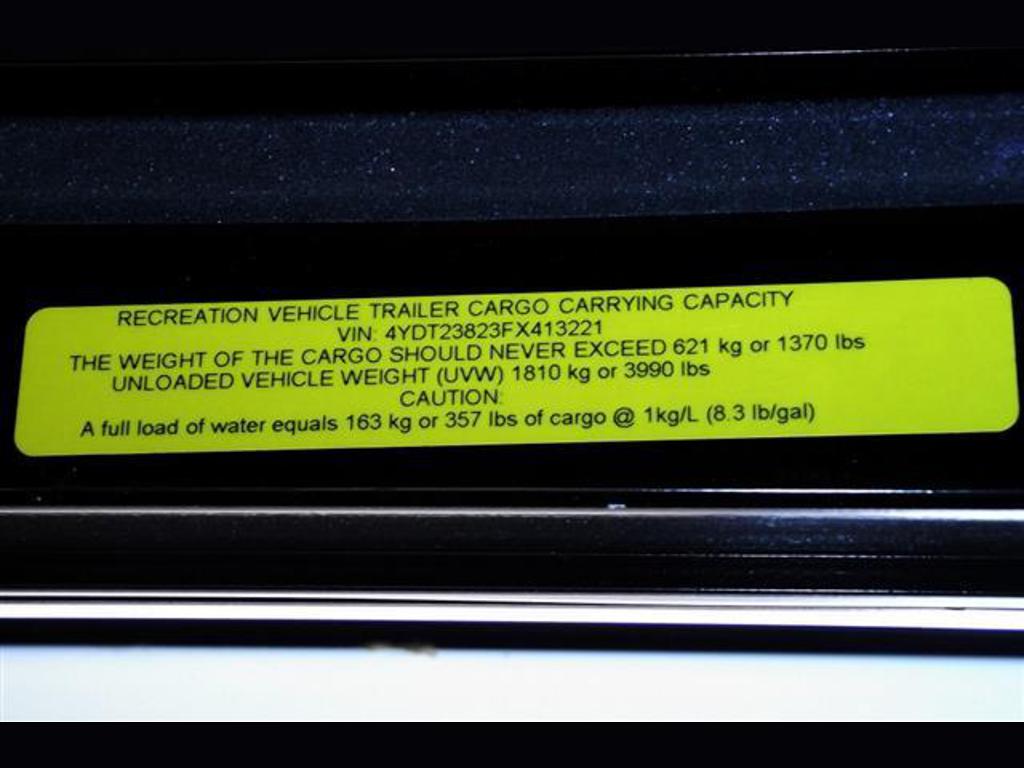 RECREATION VEHICLE TRAILER CARGO CARRYING CAPACITY
VIN: 4YDT23823FX413221
THE WEIGHT OF THE CARGO SHOULD NEVER EXCEED 621 kg or 1370 lbs
UNLOADED VEHICLE WEIGHT (UVW) 1810 kg or 3990 lbs
CAUTION:
A full load of water equals 163 kg or 357 lbs of cargo @ 1kg/L (8.3 lb/gal)